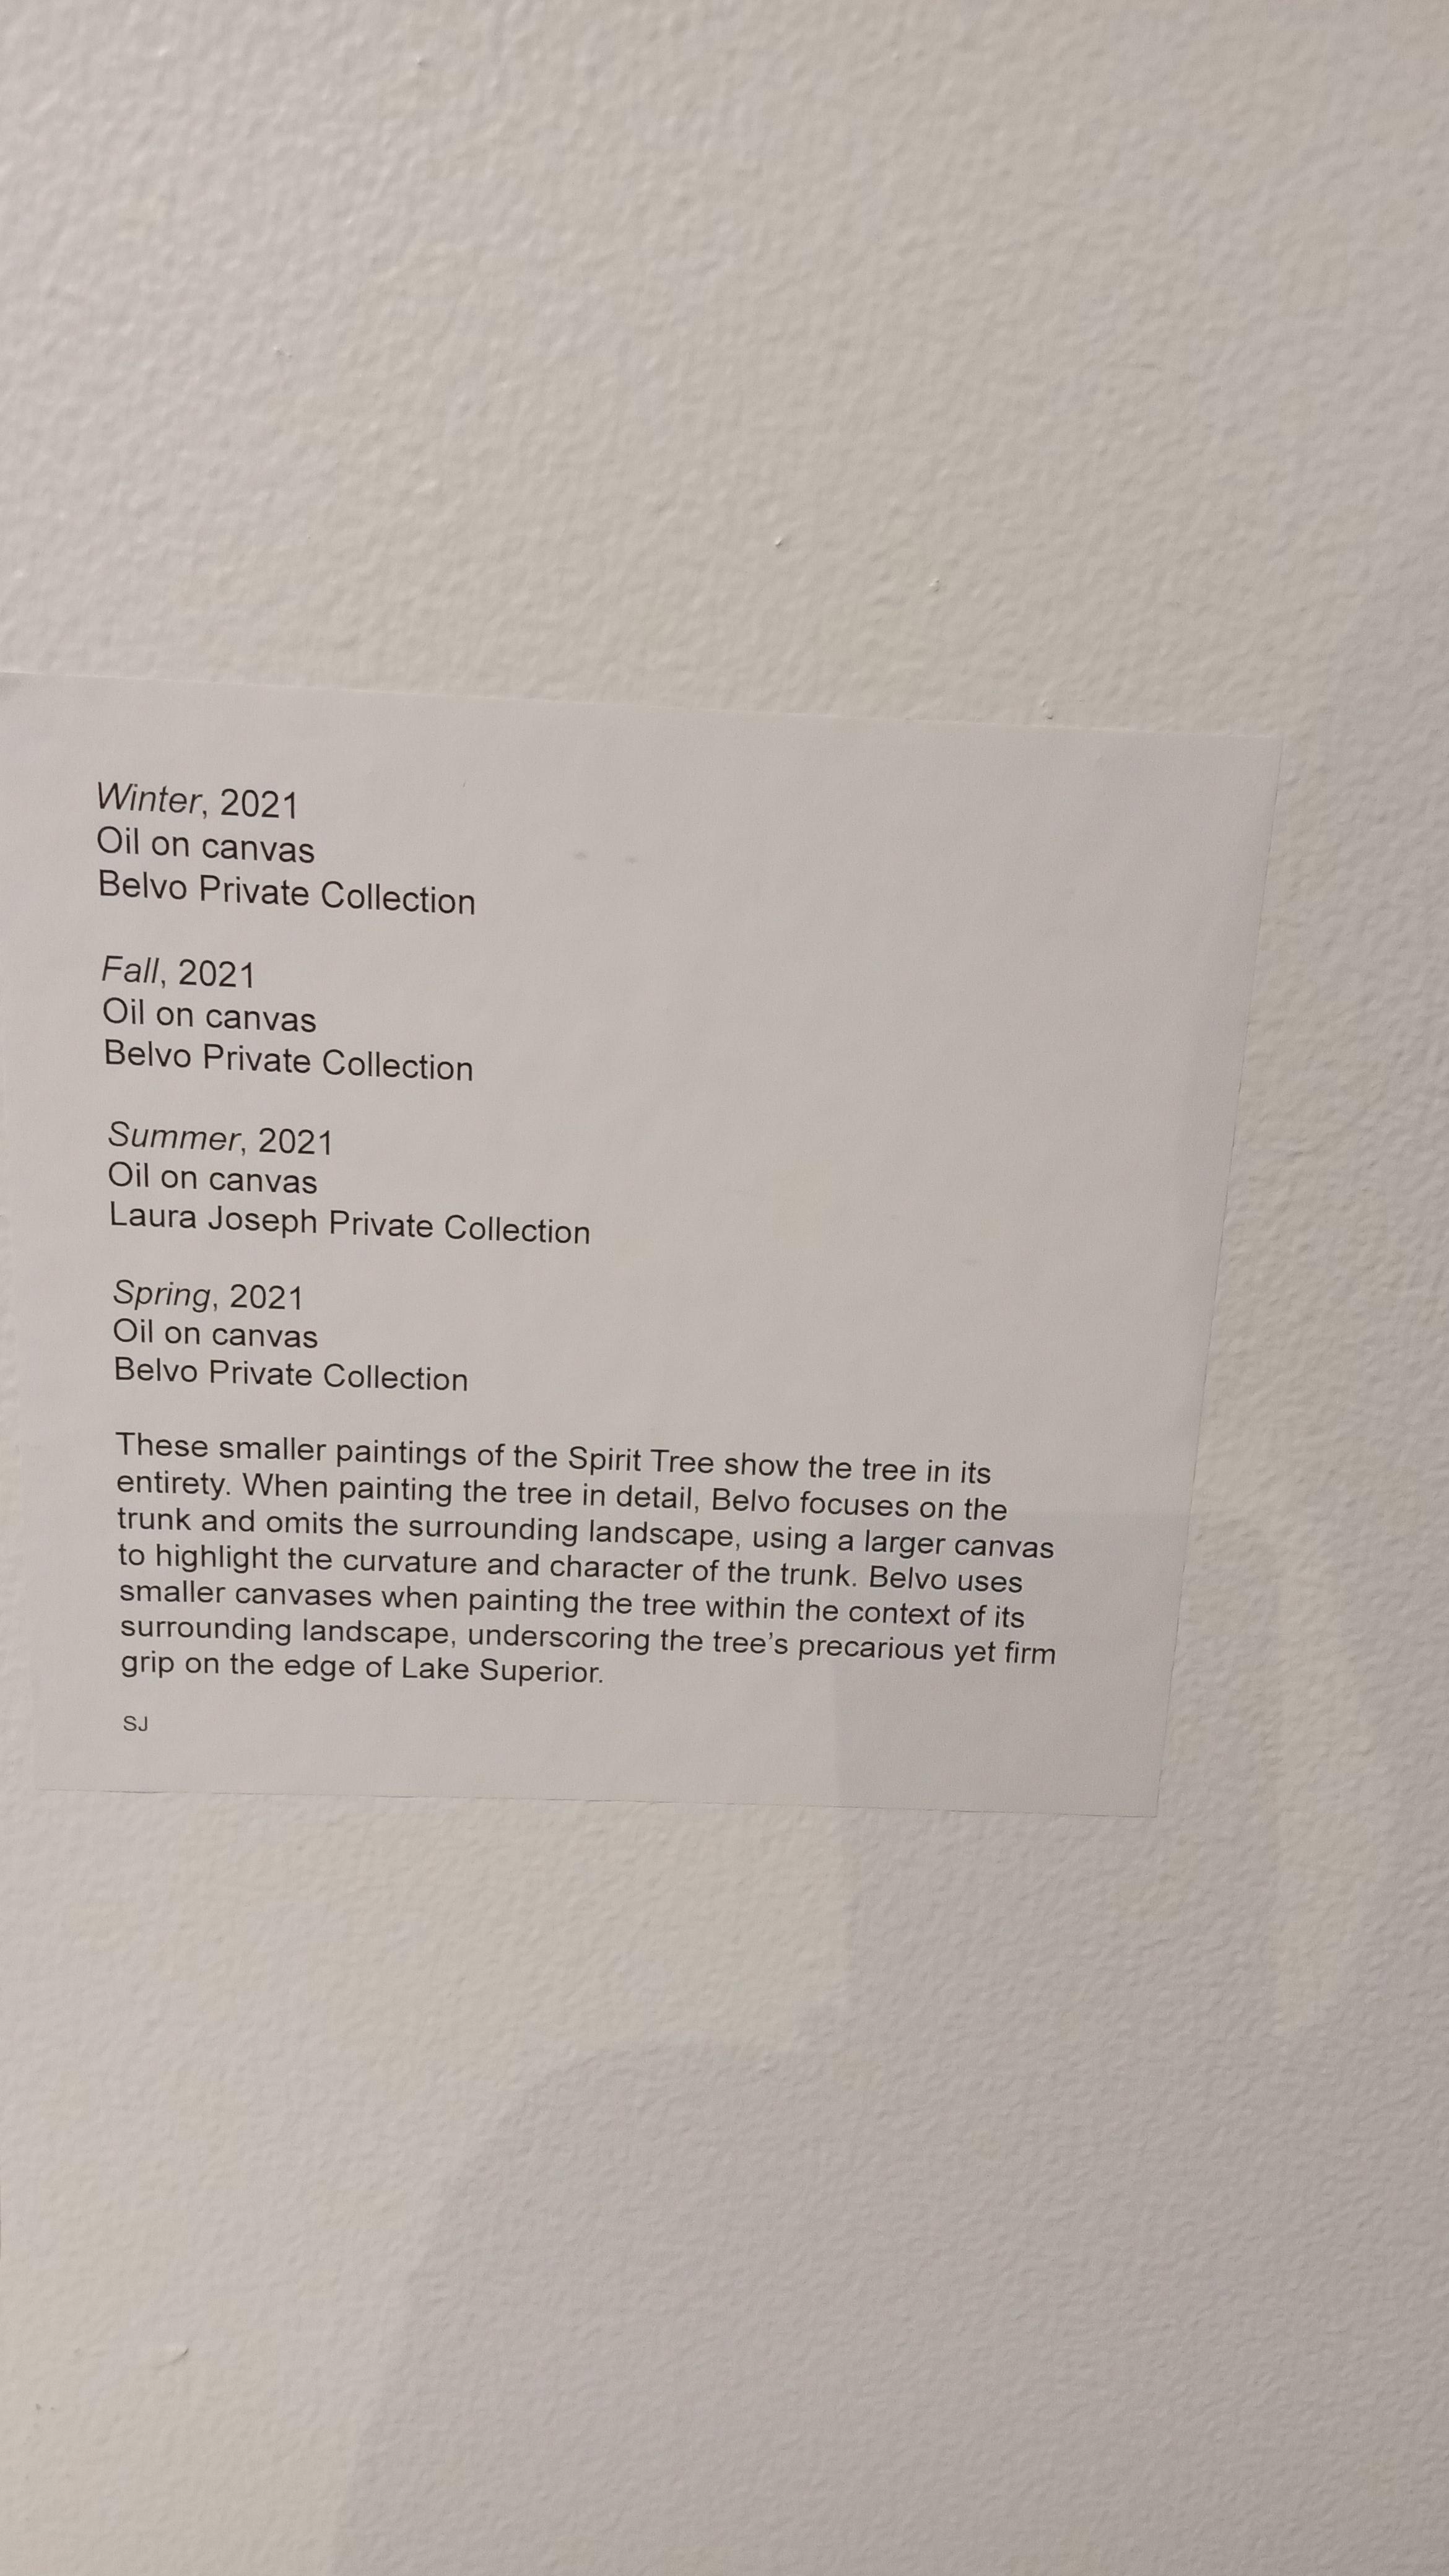 Winter, 2021
Oil on canvas
Belvo Private Collection
Fall, 2021
Oil on canvas
Belvo Private Collection
Summer, 2021
Oil on canvas
Laura Joseph Private Collection
Spring, 2021
Oil on canvas
Belvo Private Collection
These smaller paintings of the Spirit Tree show the tree in its
entirety. When painting the tree in detail, Belvo focuses on the
trunk and omits the surrounding landscape, using a larger canvas
to highlight the curvature and character of the trunk. Belvo uses
smaller canvases when painting the tree within the context of its
surrounding landscape, underscoring the tree’s precarious yet firm
grip on the edge of Lake Superior.
SJ